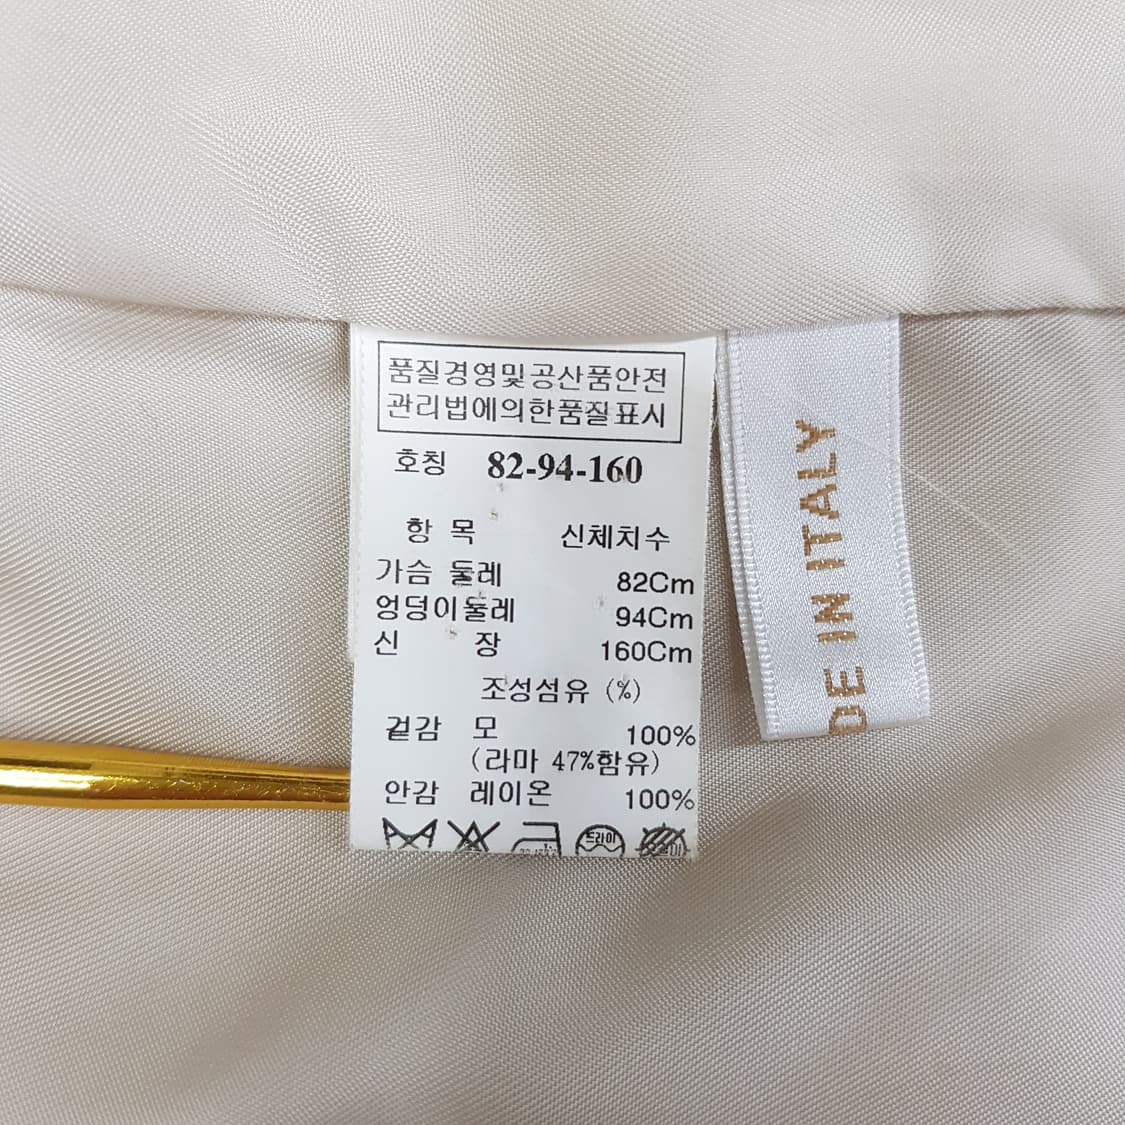 품질경영및공산품안전
관리법에의한품질표시
호칭 82-94-160
항 목 신체치수
가슴 둘레 82Cm
엉덩이둘레 94Cm
신 장 160Cm
조성섬유 (%)
겉감 모 100%
(라마 47%함유)
안감 레이온 100%
드라이
DE IN ITALY